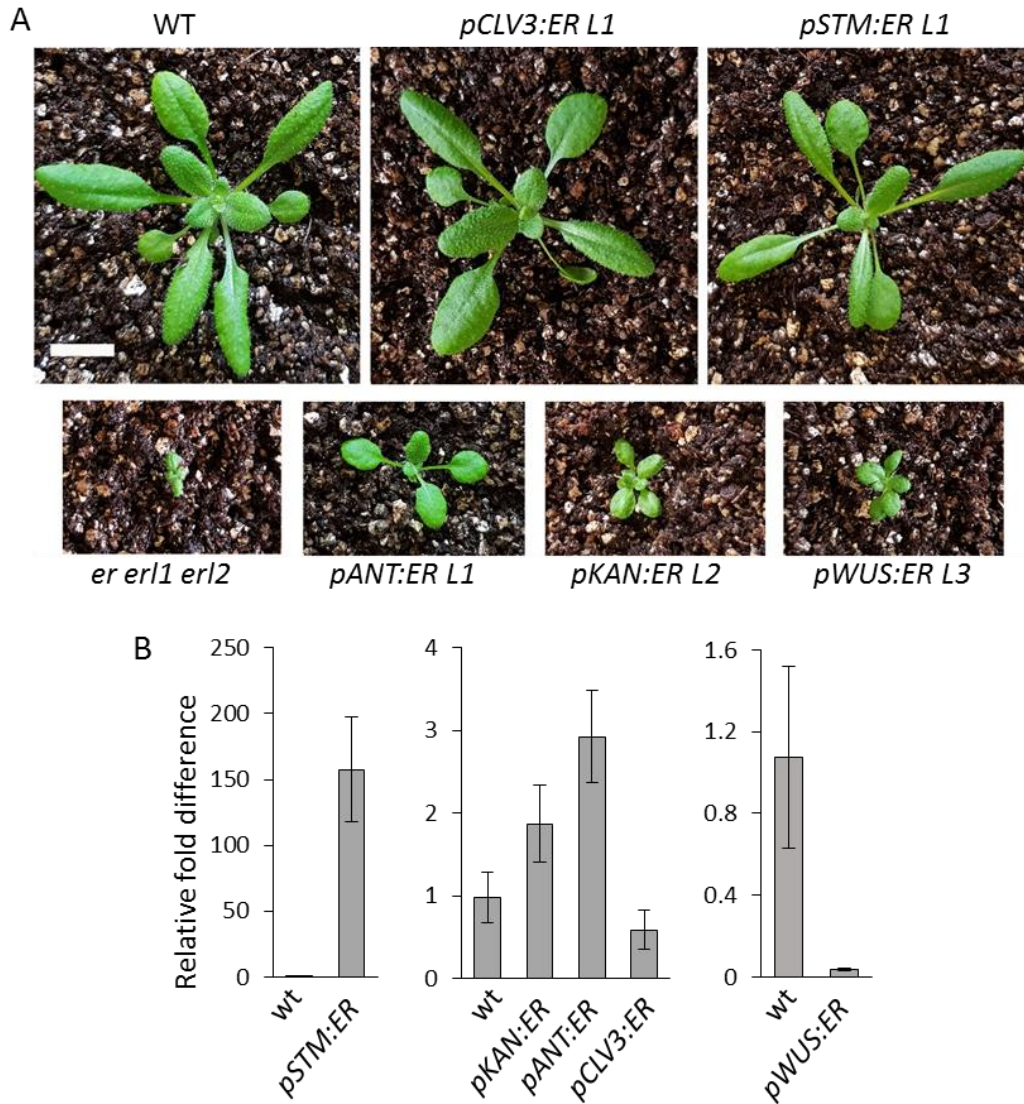 A
WT
pCLV3:ER L1
pSTM:ER L1
er erl1 erl2
pANT:ER L1
pKAN:ER L2
pWUS:ER L3
B
Relative fold difference
250
200
150
100
50
0
wt
pSTM:ER
4
3
2
1
0
wt
pKAN:ER
pANT:ER
pCLV3:ER
1.6
1.2
0.8
0.4
0
wt
pWUS:ER